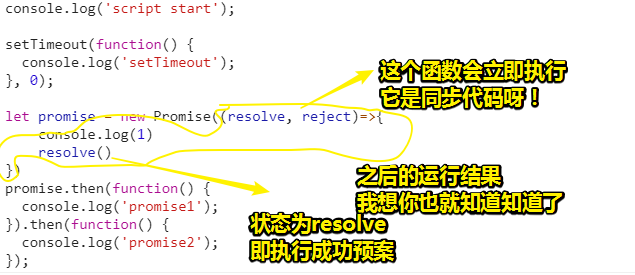 console.log('script start');
setTimeout(function() {
console.log('setTimeout');
}, 0);
这个函数会立即执行
它是同步代码呀！
let promise = new Promise((resolve, reject)=>{
console.log(1)
resolve()
})
之后的运行结果
我想你也就知道知道了
promise.then(function() {
console.log('promise1');
}).then(function() {
console.log('promise2');
});
状态为resolve
即执行成功预案